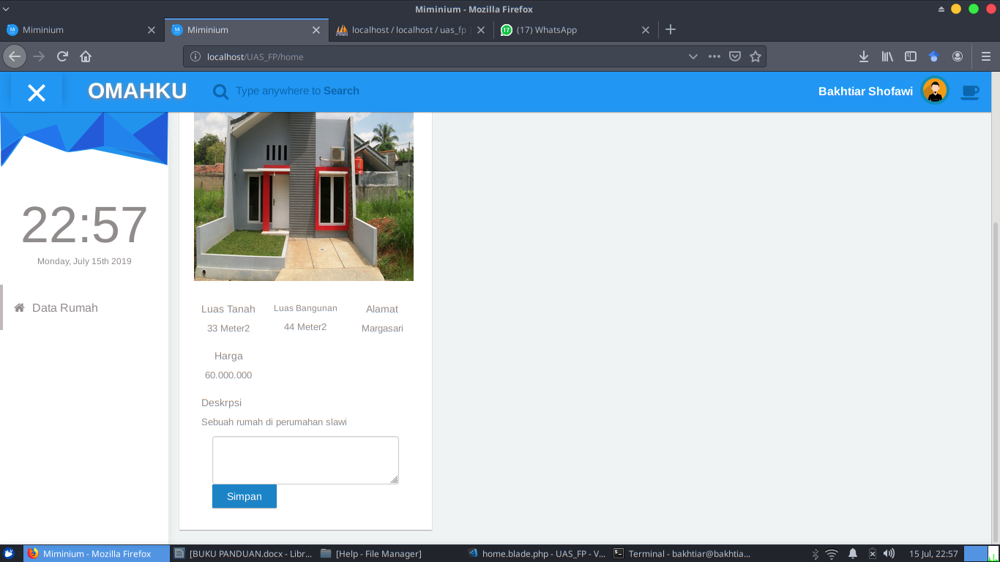 Miminium - Mozilla Firefox
Miminium
Miminium
localhost / localhost / uas_fp
(17) WhatsApp
localhost/UAS_FP/home
OMAHKU
Type anywhere to Search
Bakhtiar Shofawi
22:57
Monday, July 15th 2019
Data Rumah
Luas Tanah
33 Meter2
Luas Bangunan
44 Meter2
Alamat
Margasari
Harga
60.000.000
Deskrpsi
Sebuah rumah di perumahan slawi
Simpan
Miminium - Mozilla Firefox
[BUKU PANDUAN.docx - Libr...
[Help - File Manager]
home.blade.php - UAS_FP - V...
Terminal - bakhtiar@bakhtia...
15 Jul, 22:57